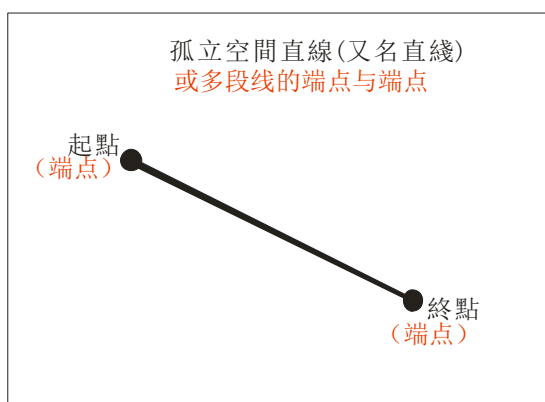 孤立空間直線(又名直綫)
或多段线的端点与端点
起點
（端点）
終點
（端点）